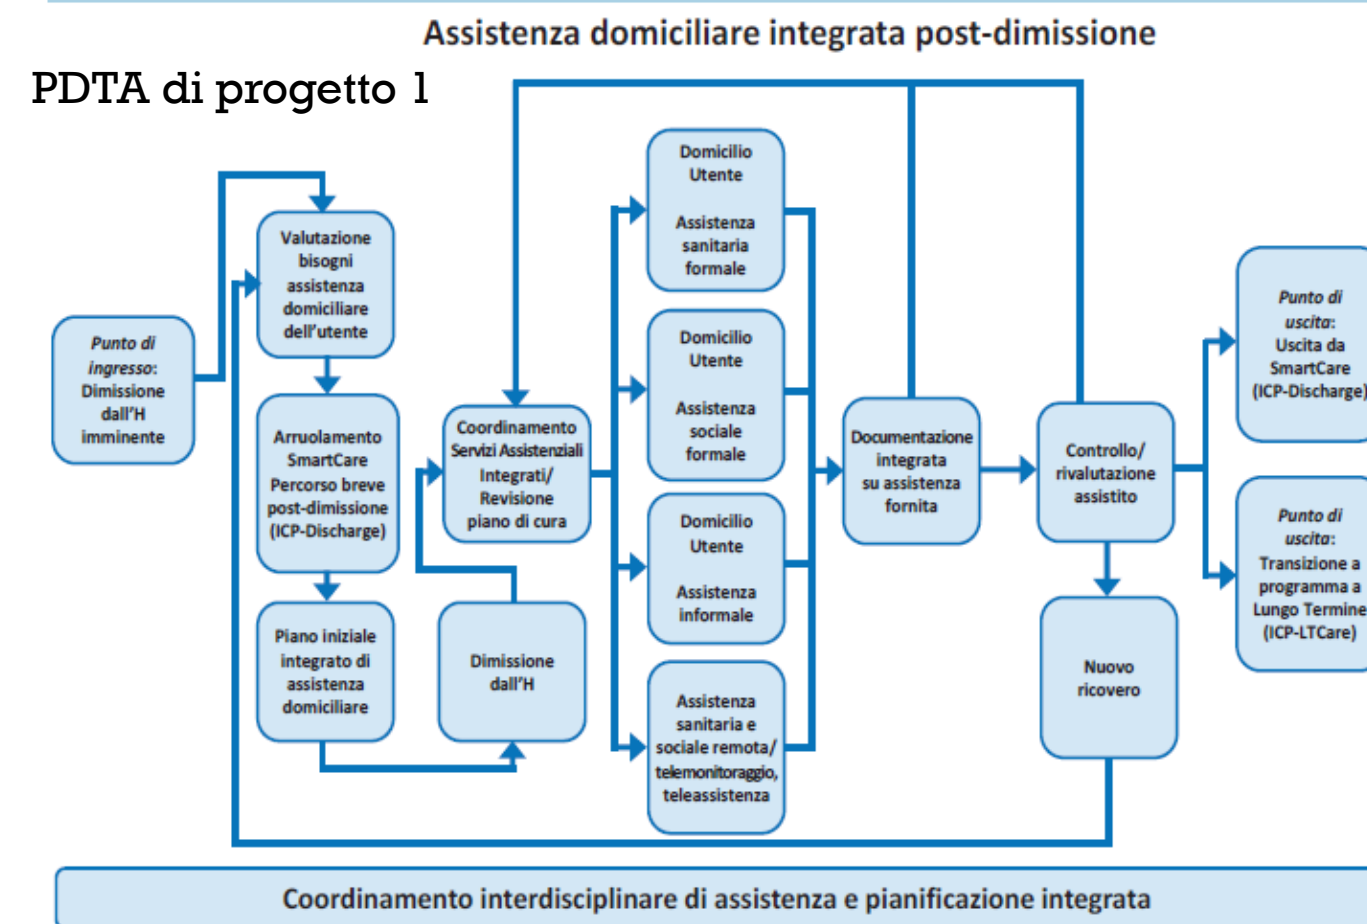 Assistenza domiciliare integrata post-dimissione
PDTA di progetto 1
Punto di
ingresso:
Dimissione
dall'H
imminente
Valutazione
bisogni
assistenza
domiciliare
dell'utente
Arruolamento
SmartCare
Percorso breve
post-dimissione
(ICP-Discharge)
Piano iniziale
integrato di
assistenza
domiciliare
Dimissione
dall'H
Coordinamento
Servizi Assistenziali
Integrati/
Revisione
piano di cura
Domicilio
Utente
Assistenza
sanitaria
formale
Domicilio
Utente
Assistenza
sociale
formale
Domicilio
Utente
Assistenza
informale
Assistenza
sanitaria e
sociale remota/
telemonitoraggio,
teleassistenza
Documentazione
integrata
su assistenza
fornita
Controllo/
rivalutazione
assistito
Nuovo
ricovero
Punto di
uscita:
Uscita da
SmartCare
(ICP-Discharge)
Punto di
uscita:
Transizione a
programma a
Lungo Termine
(ICP-LTCare)
Coordinamento interdisciplinare di assistenza e pianificazione integrata